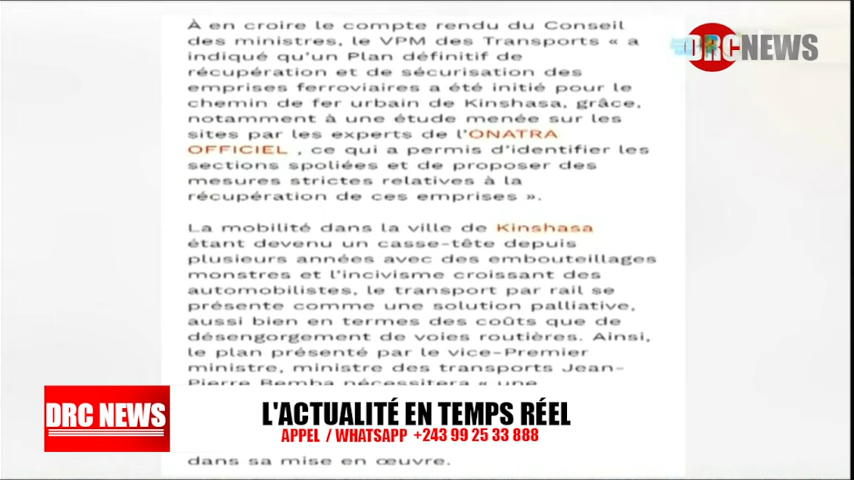 À en croire le compte rendu du Conseil
des ministres, le VPM des Transports « a
indiqué qu'un Plan définitif de
récupération et de sécurisation des
emprises ferroviaires a été initié pour le
chemin de fer urbain de Kinshasa, grâce,
notamment à une étude menée sur les
sites par les experts de l'ONATRA
OFFICIEL , ce qui a permis d'identifier les
sections spoliées et de proposer des
mesures strictes relatives à la
récupération de ces emprises ».
La mobilité dans la ville de Kinshasa
étant devenu un casse-tête depuis
plusieurs années avec des embouteillages
monstres et l'incivisme croissant des
automobilistes, le transport par rail se
présente comme une solution palliative,
aussi bien en termes des coûts que de
désengorgement de voies routières. Ainsi,
le plan présenté par le vice-Premier
ministre, ministre des transports Jean-
Pierre Bemba nécessitera « une
dans sa mise en œuvre.
DRC NEWS
DRC NEWS
L'ACTUALITÉ EN TEMPS RÉEL
APPEL / WHATSAPP +243 99 25 33 888